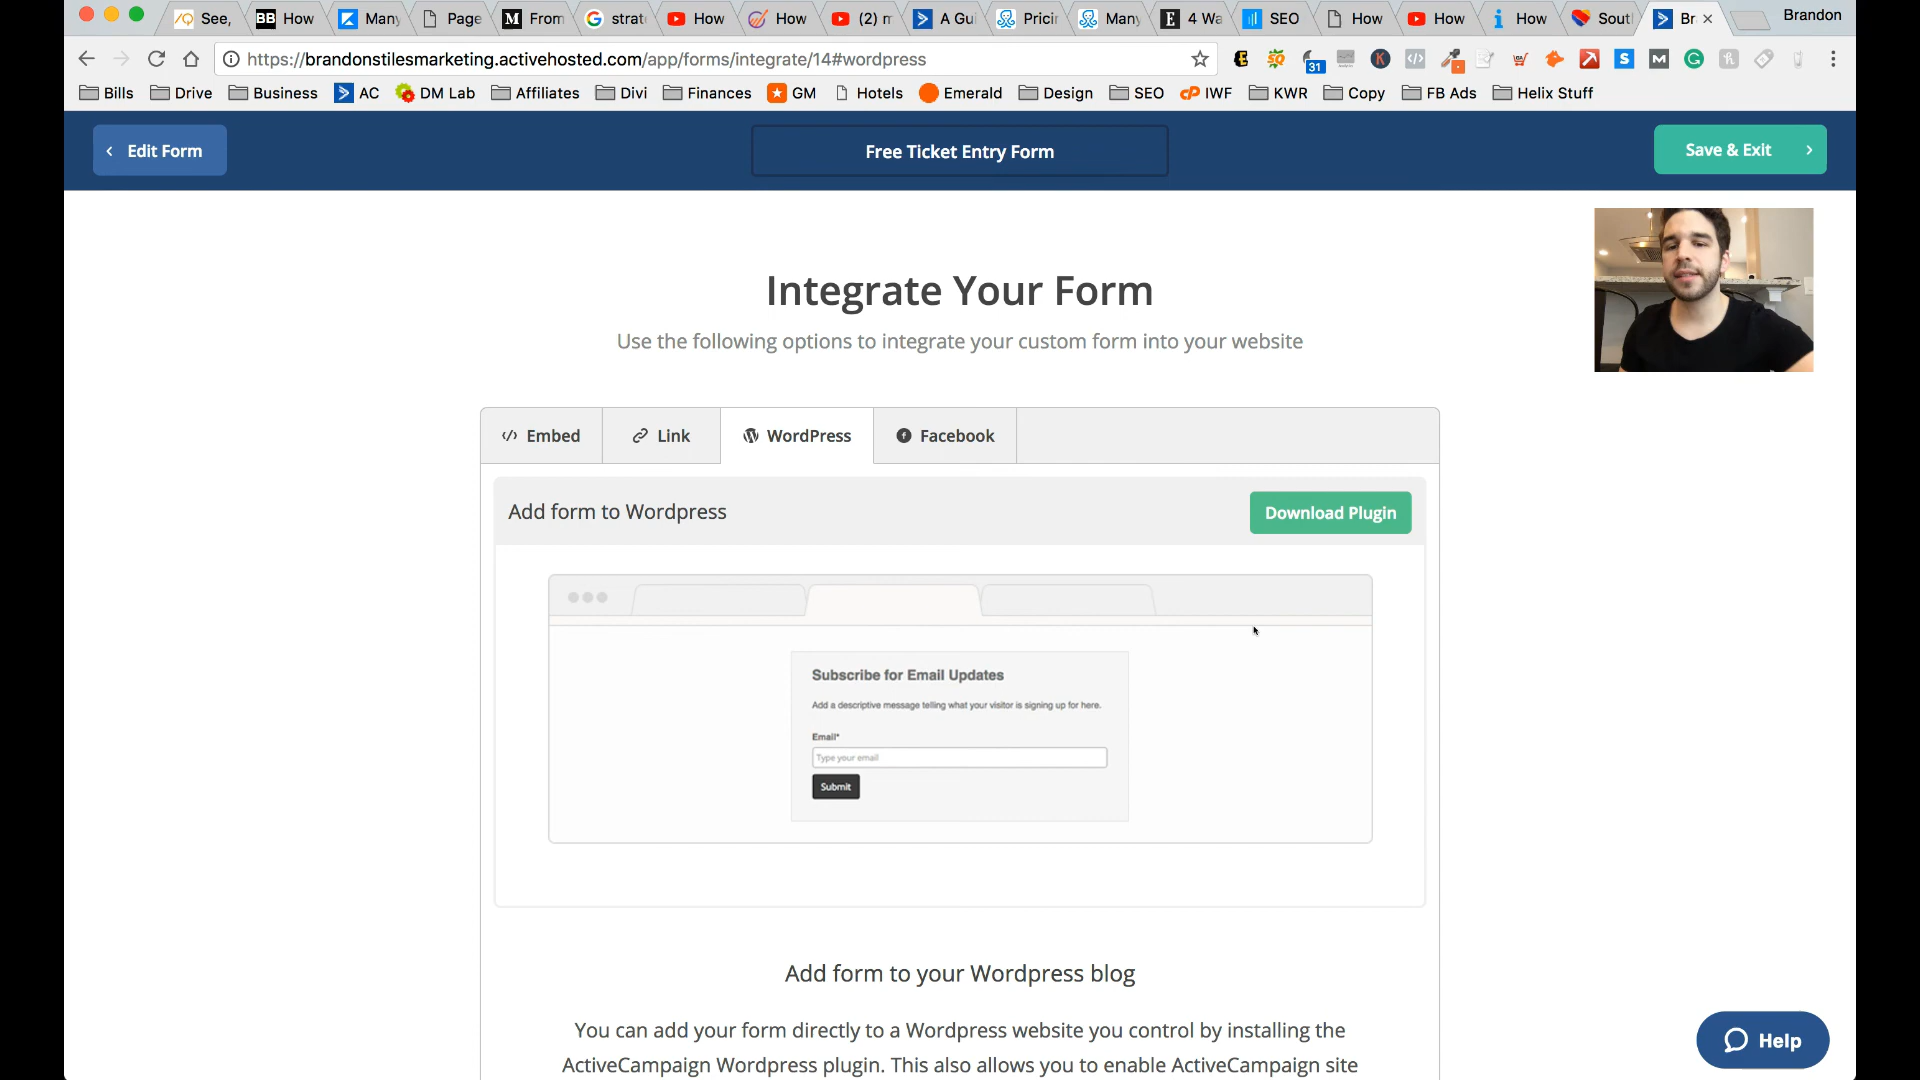 See,
BB How
Many
Page
M From
G strat
How
How
(2) m
A Gui
Pricin
Many
E 4 Wa
SEO
How
How
How
Sout
Br
Brandon
https://brandonstilesmarketing.activehosted.com/app/forms/integrate/14#wordpress
31
Bills Drive Business AC DM Lab Affiliates Divi Finances GM Hotels Emerald Design SEO IWF KWR Copy FB Ads Helix Stuff
Edit Form
Free Ticket Entry Form
Save & Exit
Integrate Your Form
Use the following options to integrate your custom form into your website
Embed Link WordPress Facebook
Add form to Wordpress
Download Plugin
Subscribe for Email Updates
Add a descriptive message telling what your visitor is signing up for here.
Email*
Type your email
Submit
Add form to your Wordpress blog
You can add your form directly to a Wordpress website you control by installing the
ActiveCampaign Wordpress plugin. This also allows you to enable ActiveCampaign site
Help